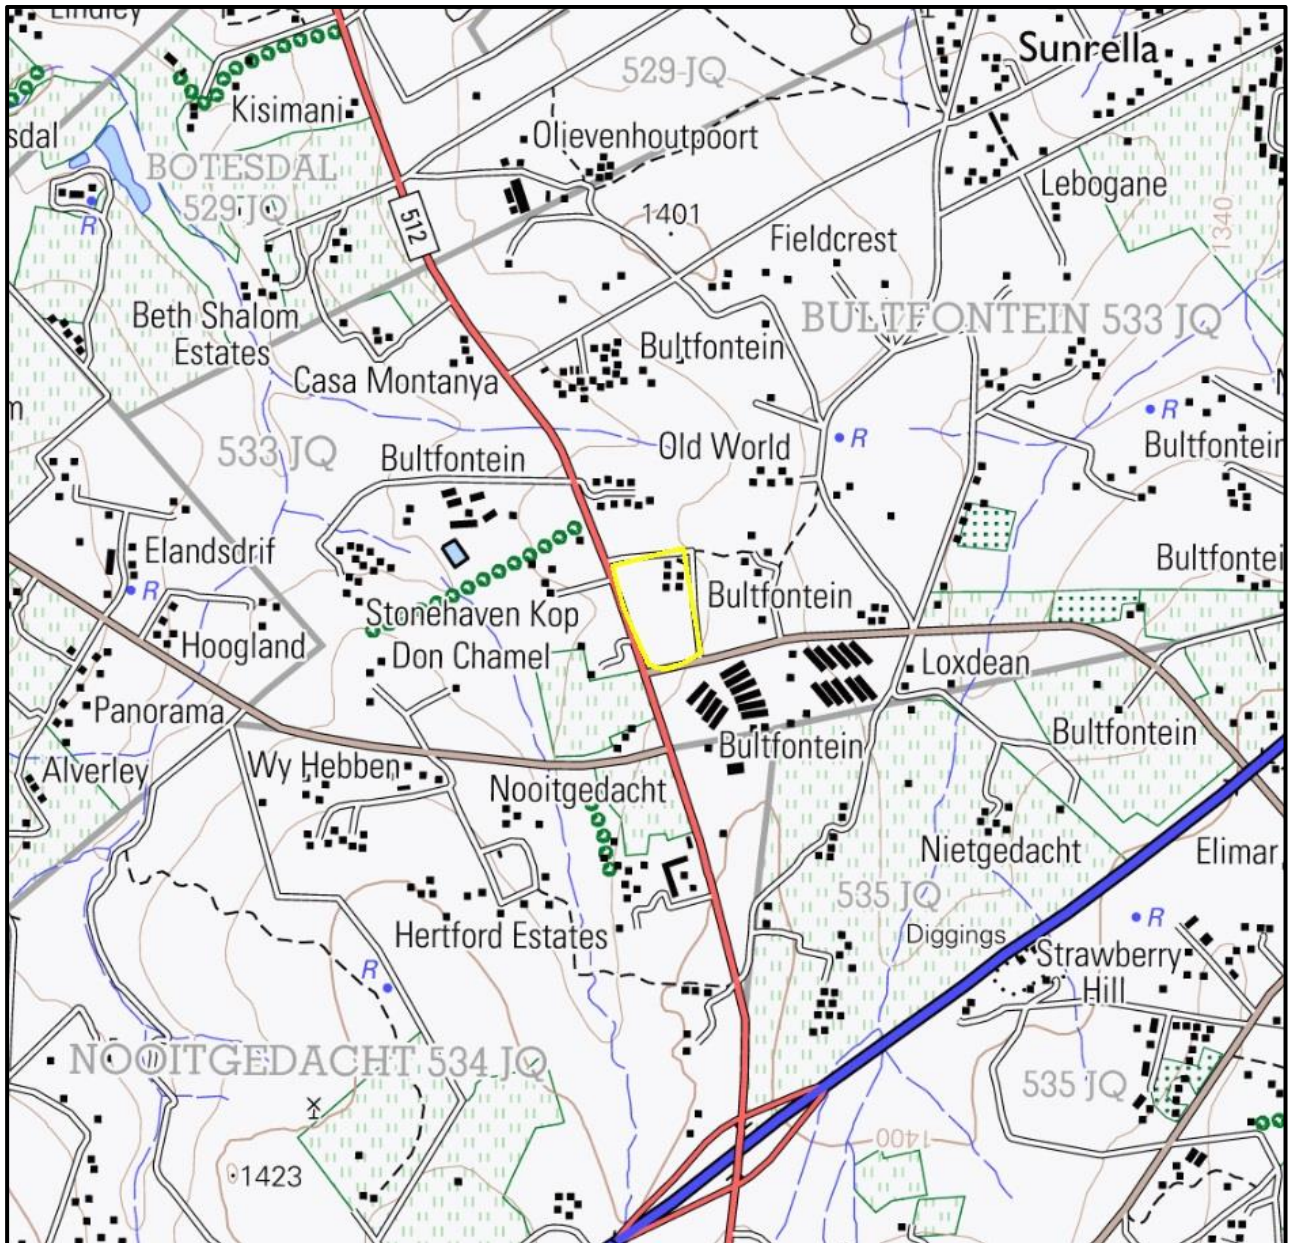 Lindley
Sunrella
529 JQ
Kisimani
Olievenhoutpoort
sdal
BOTESDAL
529 JQ
Lebogane
R
512
1401
Fieldcrest
1340
Beth Shalom
Estates
BULTFONTEIN 533 JQ
Bultfontein
Casa Montanya
m
R
R
533 JQ
Bultfontein
Old World
Bultfontein
Elandsdrif
Bultfontei
R
Stonehaven Kop
Bultfontein
Hoogland
Don Chamel
Loxdean
Panorama
Bultfontein
Bultfontein
Alverley
Wy Hebben
Nooitgedacht
Nietgedacht
Elimar
535 JQ
R
Hertford Estates
Diggings
Strawberry
Hill
R
NOOITGEDACHT 534 JQ
535 JQ
1400
1423